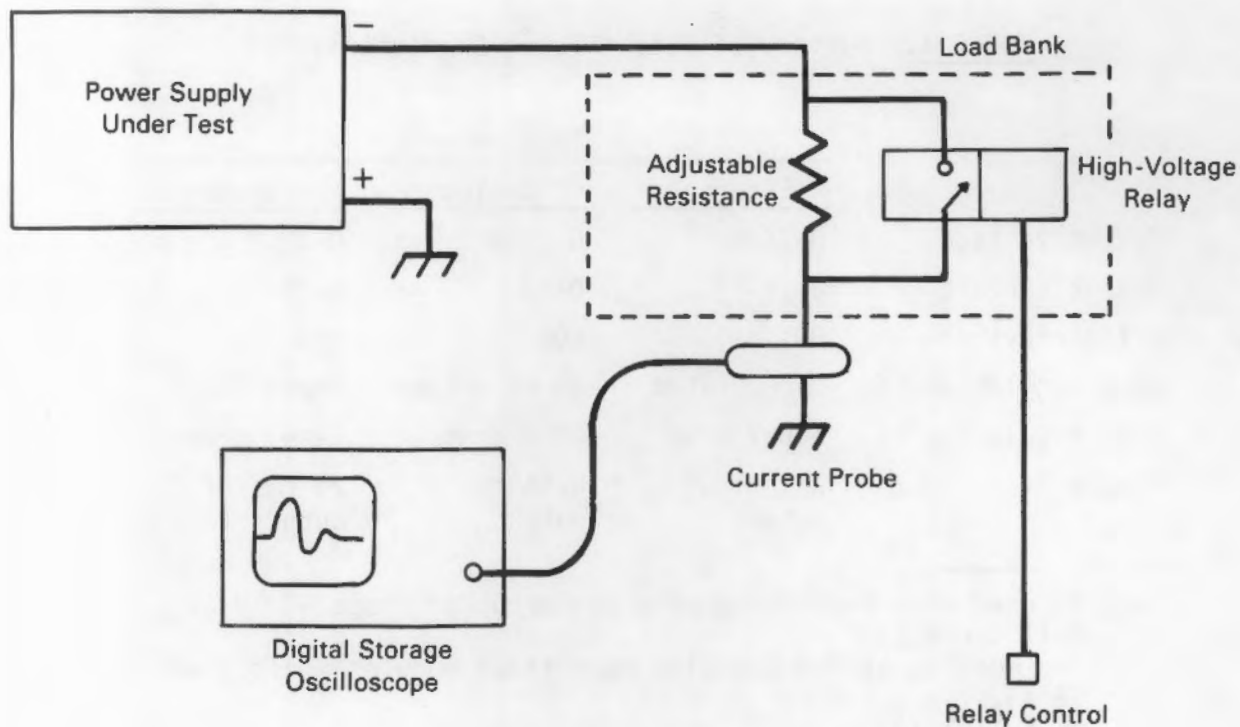 −
Power Supply
Under Test
+
Load Bank
Adjustable
Resistance
High-Voltage
Relay
Current Probe
Digital Storage
Oscilloscope
Relay Control